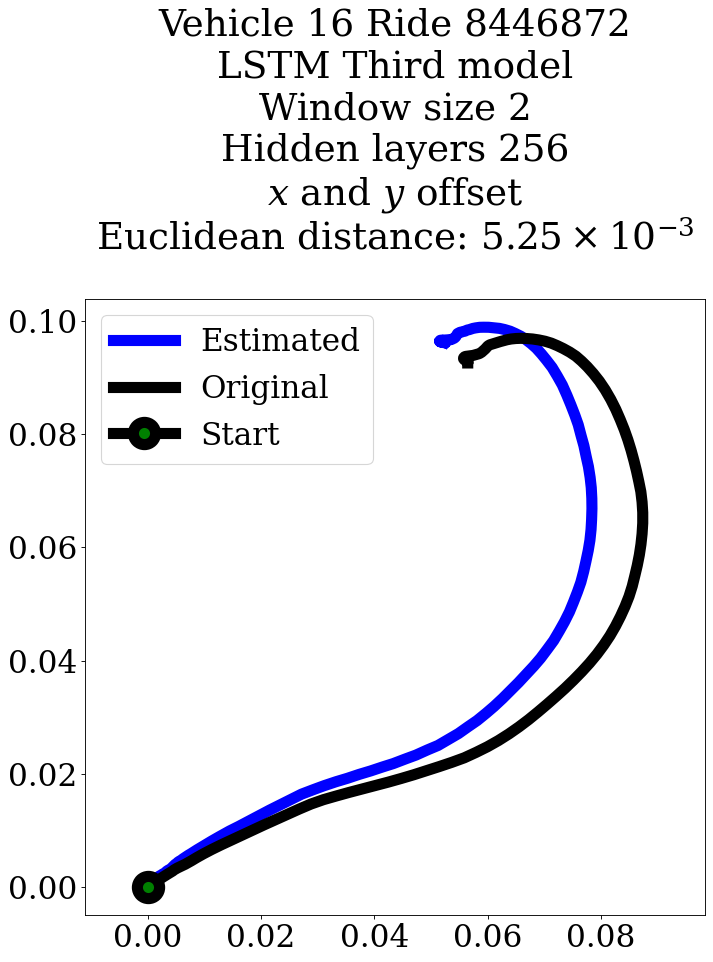 Vehicle 16 Ride 8446872
LSTM Third model
Window size 2
Hidden layers 256
x and y offset
Euclidean distance: 5.25 × 10⁻³
Estimated
Original
Start
0.10
0.08
0.06
0.04
0.02
0.00
0.00 0.02 0.04 0.06 0.08